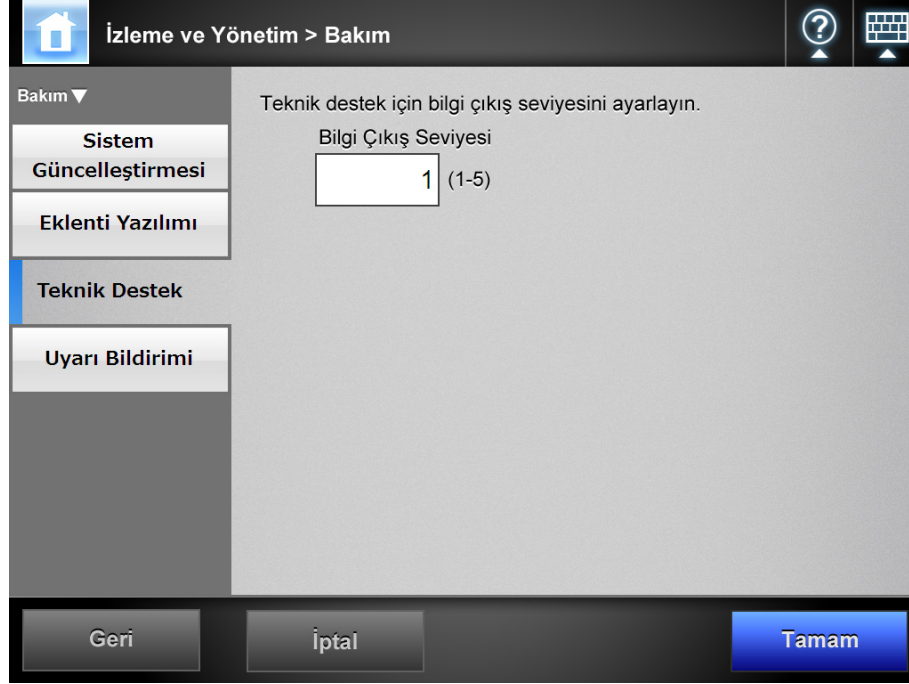 İzleme ve Yönetim > Bakım
Bakım
Sistem
Güncelleştirmesi
Eklenti Yazılımı
Teknik Destek
Uyarı Bildirimi
Teknik destek için bilgi çıkış seviyesini ayarlayın.
Bilgi Çıkış Seviyesi
1 (1-5)
Geri
İptal
Tamam